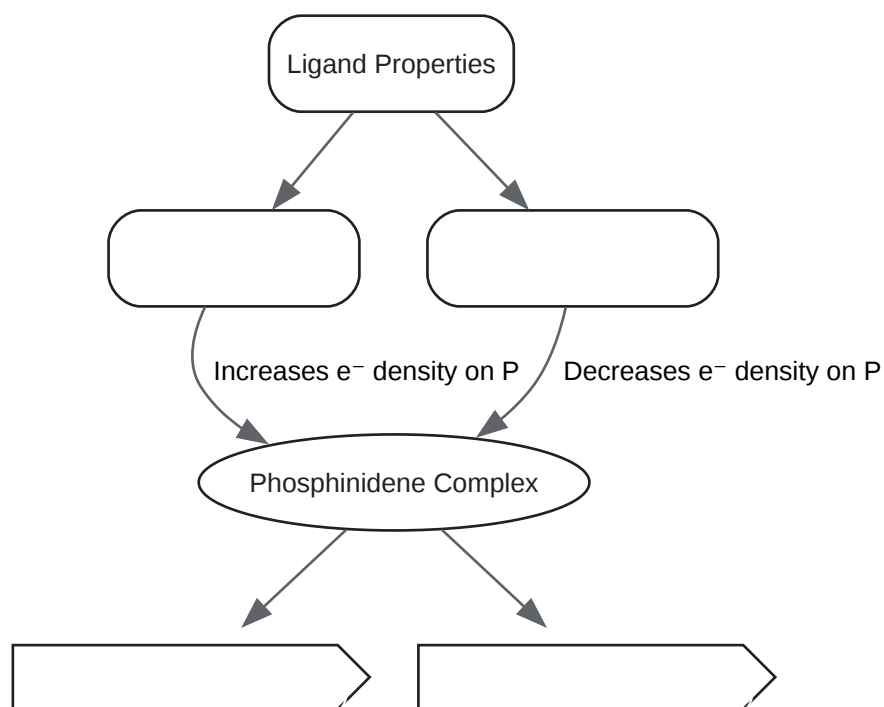 Ligand Properties
Increases e⁻ density on P
Decreases e⁻ density on P
Phosphinidene Complex